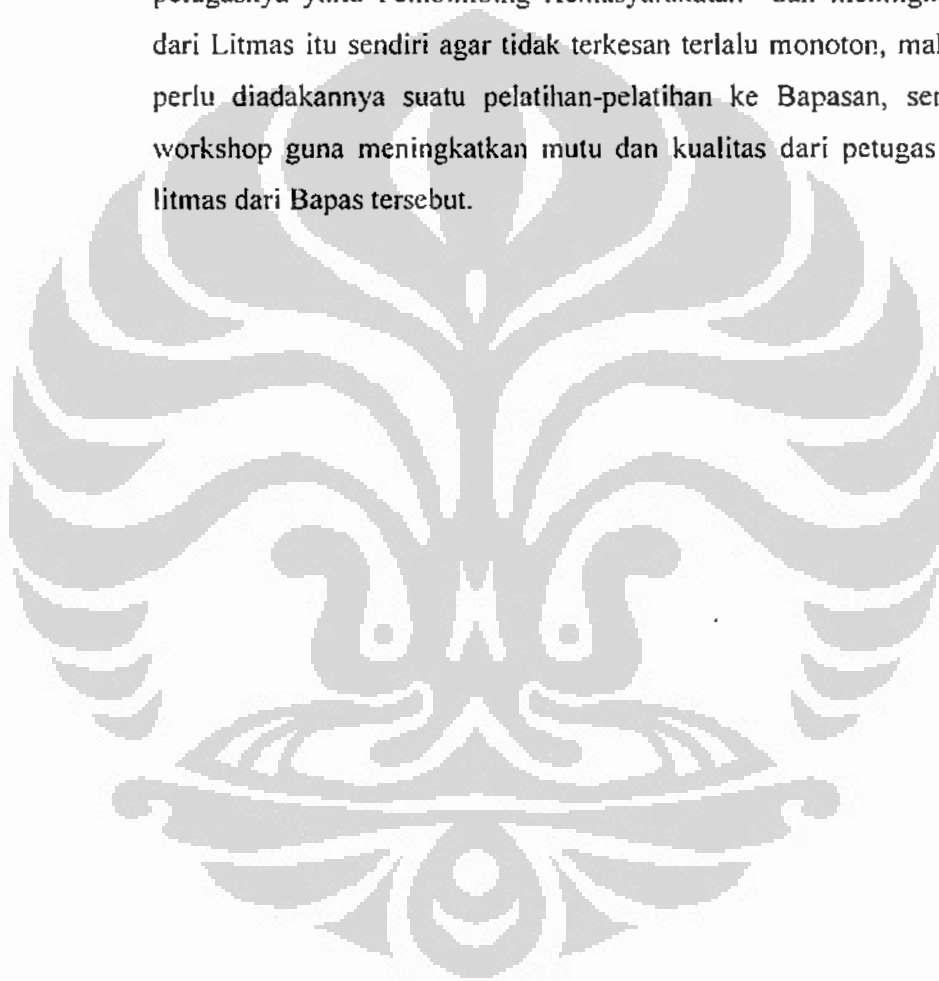 dari Litmas itu sendiri agar tidak terkesan terlalu monoton,
perlu diadakannya suatu pelatihan-pelatihan ke Bapasan,
workshop guna meningkatkan mutu dan kualitas dari petugas
litmas dari Bapas tersebut.